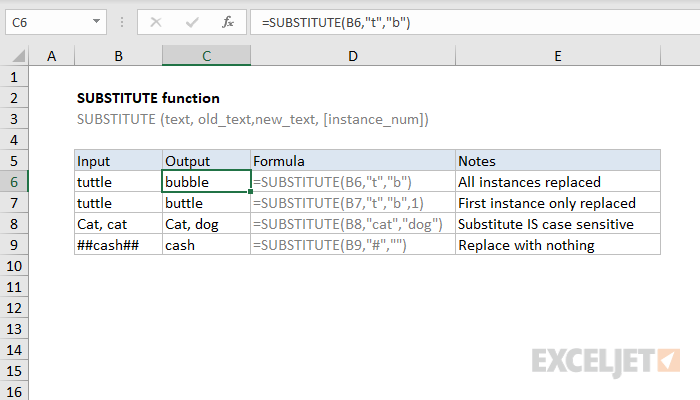 C6 =SUBSTITUTE(B6,"t","b")
A B C D E
1
2 SUBSTITUTE function
3 SUBSTITUTE (text, old_text,new_text, [instance_num])
4
5 Input Output Formula Notes
6 tuttle bubble =SUBSTITUTE(B6,"t","b") All instances replaced
7 tuttle buttle =SUBSTITUTE(B7,"t","b",1) First instance only replaced
8 Cat, cat Cat, dog =SUBSTITUTE(B8,"cat","dog") Substitute IS case sensitive
9 ##cash## cash =SUBSTITUTE(B9,"#","") Replace with nothing
10
11
12
13
14 EXCELJET
15
16